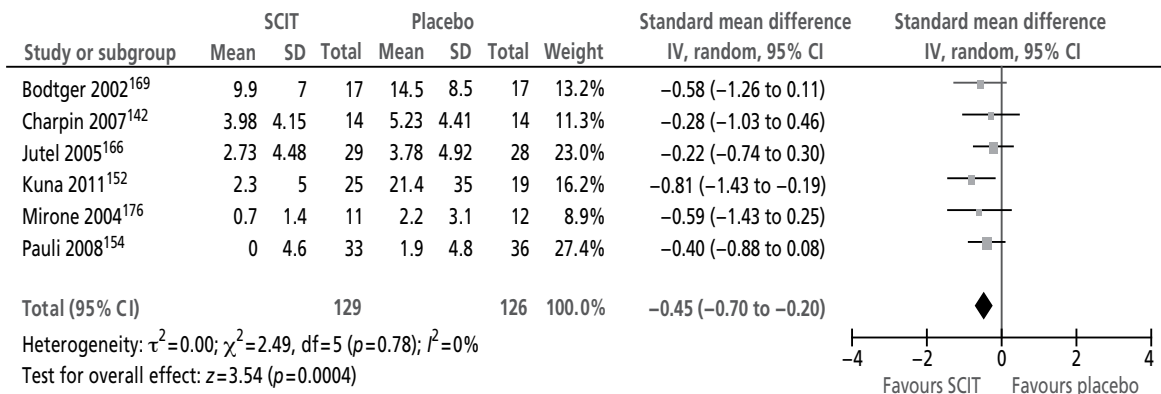 SCIT Placebo Standard mean difference Standard mean difference
Study or subgroup Mean SD Total Mean SD Total Weight IV, random, 95% CI IV, random, 95% CI
Bodtger 2002¹⁶⁹ 9.9 7 17 14.5 8.5 17 13.2% −0.58 (−1.26 to 0.11)
Charpin 2007¹⁴² 3.98 4.15 14 5.23 4.41 14 11.3% −0.28 (−1.03 to 0.46)
Jutel 2005¹⁶⁶ 2.73 4.48 29 3.78 4.92 28 23.0% −0.22 (−0.74 to 0.30)
Kuna 2011¹⁵² 2.3 5 25 21.4 35 19 16.2% −0.81 (−1.43 to −0.19)
Mirone 2004¹⁷⁶ 0.7 1.4 11 2.2 3.1 12 8.9% −0.59 (−1.43 to 0.25)
Pauli 2008¹⁵⁴ 0 4.6 33 1.9 4.8 36 27.4% −0.40 (−0.88 to 0.08)
Total (95% CI) 129 126 100.0% −0.45 (−0.70 to −0.20)
Heterogeneity: τ²=0.00; χ²=2.49, df=5 (p=0.78); I²=0%
Test for overall effect: z=3.54 (p=0.0004)
−4 −2 0 2 4
Favours SCIT Favours placebo